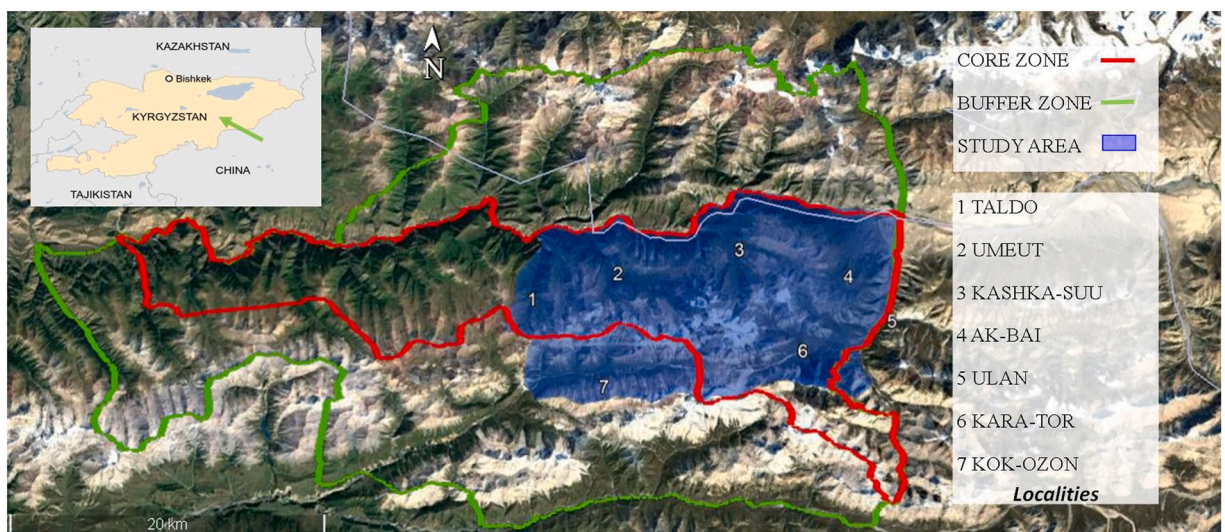 KAZAKHSTAN
Bishkek
KYRGYZSTAN
CHINA
TAJIKISTAN
N
CORE ZONE
BUFFER ZONE
STUDY AREA
1 TALDO
2 UMEUT
3 KASHKA-SUU
4 AK-BAI
5 ULAN
6 KARA-TOR
7 KOK-OZON
Localities
1
2
3
4
5
6
7
20 km